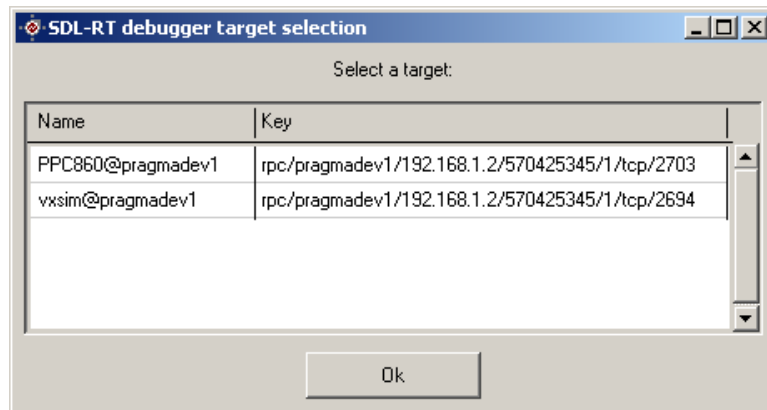 SDL-RT debugger target selection
Select a target:
Name Key
PPC860@pragmadev1 rpc/pragmadev1/192.168.1.2/570425345/1/tcp/2703
vxsim@pragmadev1 rpc/pragmadev1/192.168.1.2/570425345/1/tcp/2694
Ok